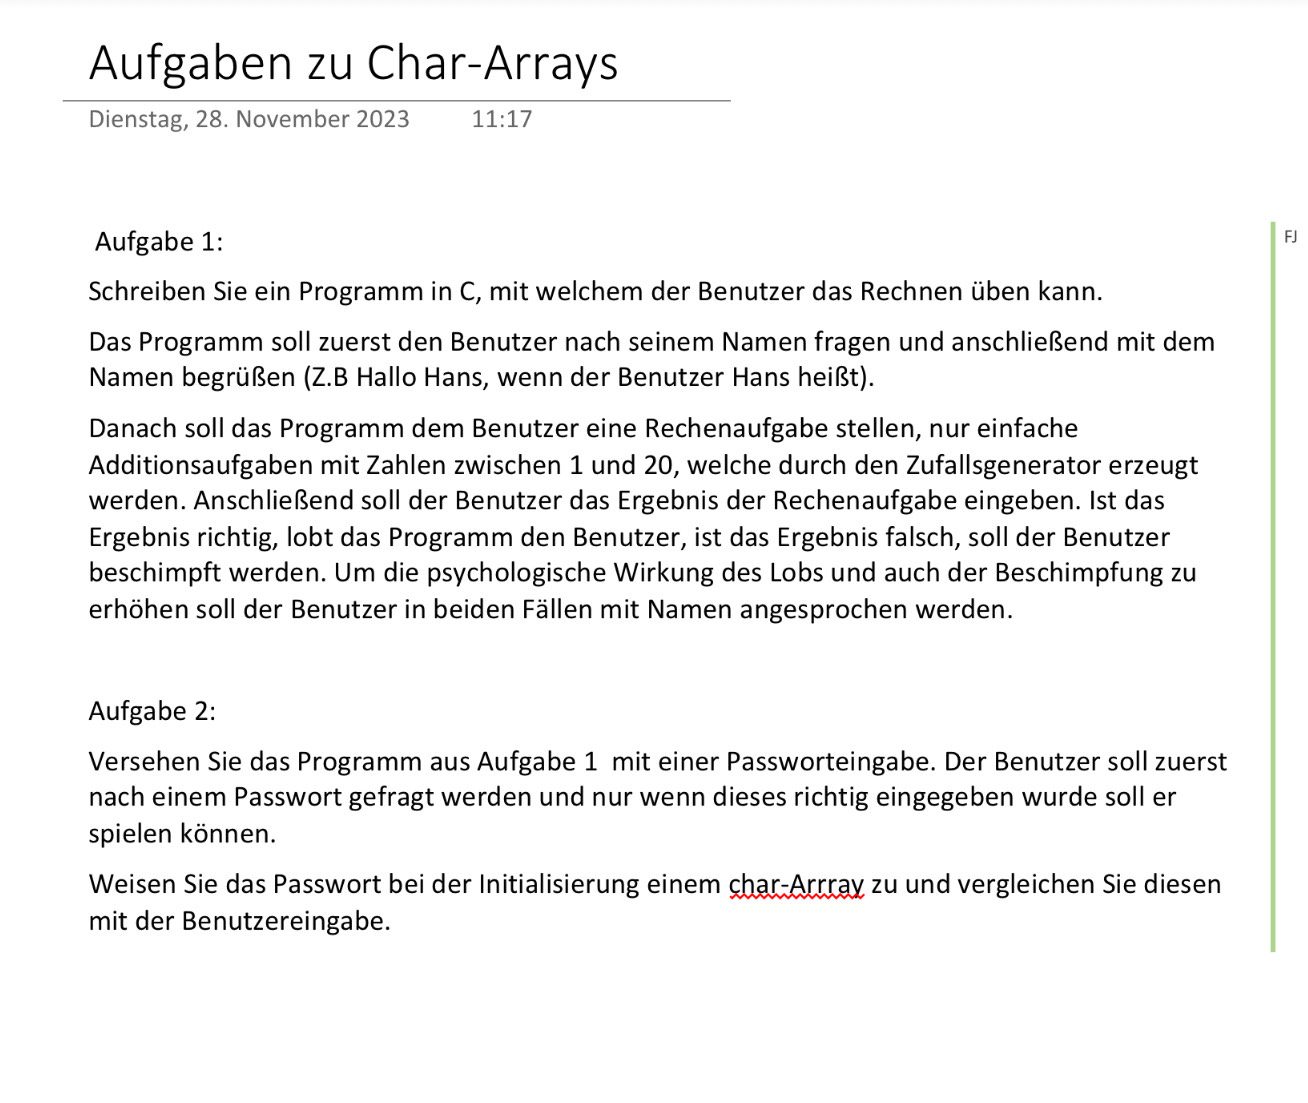 Aufgaben zu Char-Arrays
Dienstag, 28. November 2023 11:17
Aufgabe 1:
FJ
Schreiben Sie ein Programm in C, mit welchem der Benutzer das Rechnen üben kann.
Das Programm soll zuerst den Benutzer nach seinem Namen fragen und anschließend mit dem
Namen begrüßen (Z.B Hallo Hans, wenn der Benutzer Hans heißt).
Danach soll das Programm dem Benutzer eine Rechenaufgabe stellen, nur einfache
Additionsaufgaben mit Zahlen zwischen 1 und 20, welche durch den Zufallsgenerator erzeugt
werden. Anschließend soll der Benutzer das Ergebnis der Rechenaufgabe eingeben. Ist das
Ergebnis richtig, lobt das Programm den Benutzer, ist das Ergebnis falsch, soll der Benutzer
beschimpft werden. Um die psychologische Wirkung des Lobs und auch der Beschimpfung zu
erhöhen soll der Benutzer in beiden Fällen mit Namen angesprochen werden.
Aufgabe 2:
Versehen Sie das Programm aus Aufgabe 1  mit einer Passworteingabe. Der Benutzer soll zuerst
nach einem Passwort gefragt werden und nur wenn dieses richtig eingegeben wurde soll er
spielen können.
Weisen Sie das Passwort bei der Initialisierung einem char-Arrray zu und vergleichen Sie diesen
mit der Benutzereingabe.